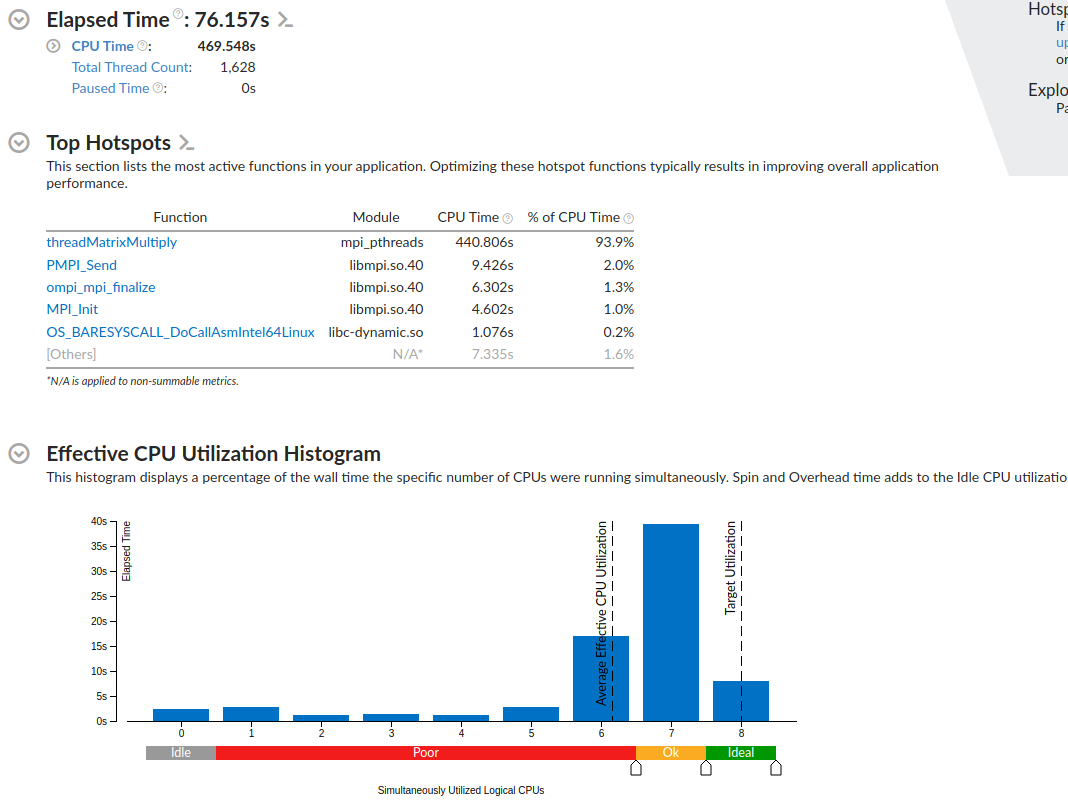 Elapsed Time ?: 76.157s
CPU Time ?: 469.548s
Total Thread Count: 1,628
Paused Time ?: 0s
If
or
Top Hotspots
This section lists the most active functions in your application. Optimizing these hotspot functions typically results in improving overall application
performance.
Function Module CPU Time ? % of CPU Time ?
threadMatrixMultiply mpi_pthreads 440.806s 93.9%
PMPI_Send libmpi.so.40 9.426s 2.0%
ompi_mpi_finalize libmpi.so.40 6.302s 1.3%
MPI_Init libmpi.so.40 4.602s 1.0%
OS_BARESYSCALL_DoCallAsmIntel64Linux libc-dynamic.so 1.076s 0.2%
[Others] N/A* 7.335s 1.6%
*N/A is applied to non-summable metrics.
Effective CPU Utilization Histogram
This histogram displays a percentage of the wall time the specific number of CPUs were running simultaneously. Spin and Overhead time adds to the Idle CPU utilizatio
40s
35s
30s
25s
20s
15s
10s
5s
0s
Elapsed Time
Average Effective CPU Utilization
Target Utilization
0 1 2 3 4 5 6 7 8
Idle Poor Ok Ideal
Simultaneously Utilized Logical CPUs